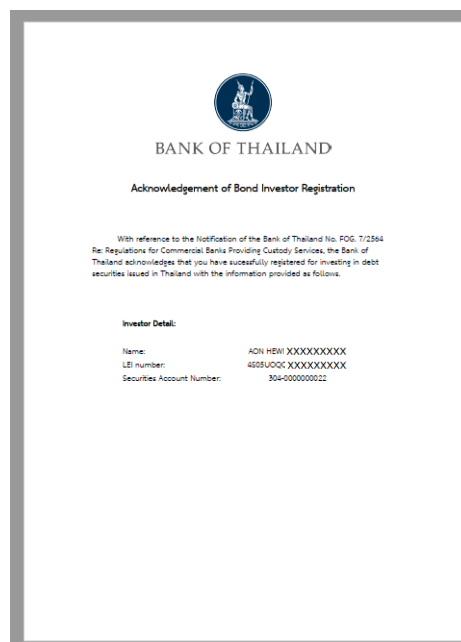 BANK OF THAILAND
Acknowledgement of Bond Investor Registration
With reference to the Notification of the Bank of Thailand No. FOG. 7/2564
Re: Regulations for Commercial Banks Providing Custody Services, the Bank of
Thailand acknowledges that you have sucessfully registered for investing in debt
securities issued in Thailand with the information provided as follows.
Investor Detail:
Name: AON HEWI XXXXXXXXX
LEI number: 4S05UOQC XXXXXXXXX
Securities Account Number: 304-0000000022